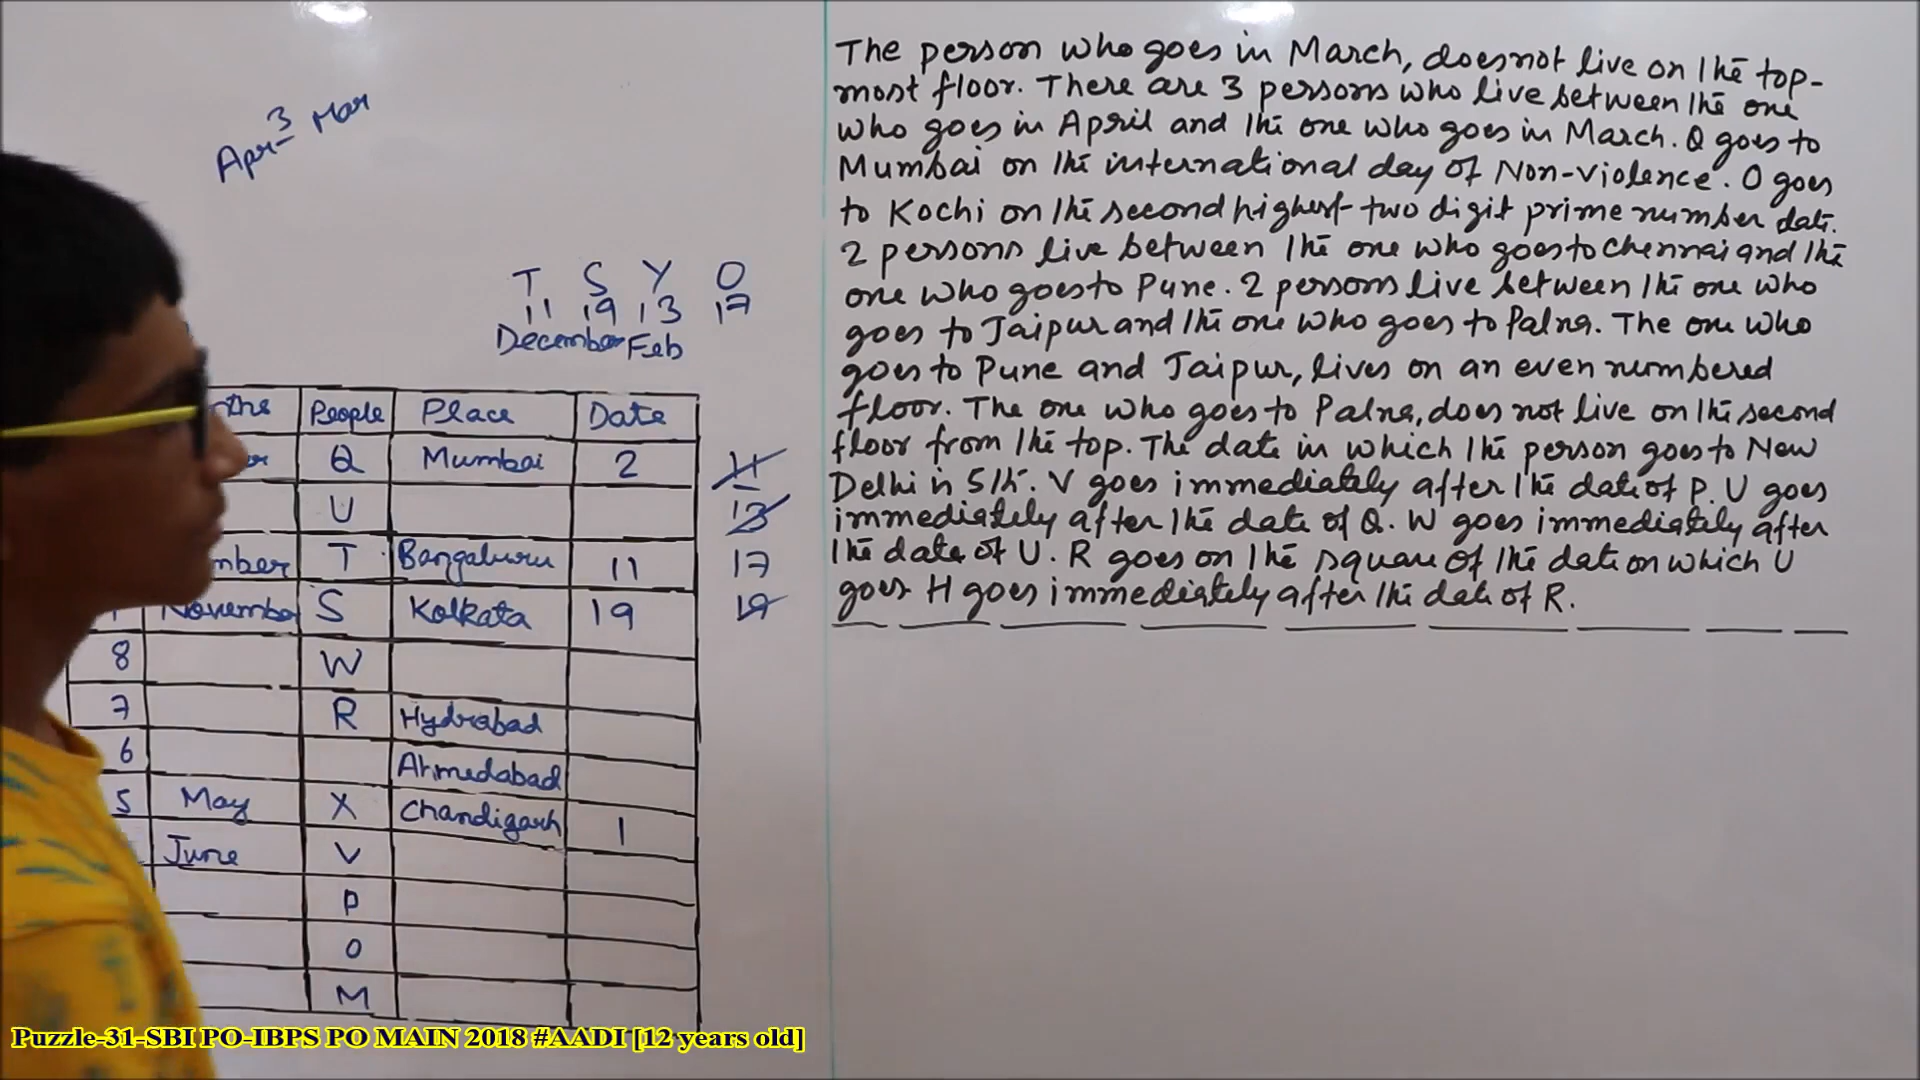 Apr - 3 Mar
T S Y O
11 19 13 17
December Feb
nths People Place Date
Q Mumbai 2 11
U 13
mber T Bangaluru 11 17
November S Kolkata 19 19
8 W
7 R Hydrabad
6 Ahmedabad
5 May X Chandigarh 1
June V
P
O
M
The person who goes in March, does not live on the top-
most floor. There are 3 persons who live between the one
who goes in April and the one who goes in March. Q goes to
Mumbai on the international day of Non-violence. O goes
to Kochi on the second highest two digit prime number date.
2 persons live between the one who goes to Chennai and the
one who goes to Pune. 2 persons live between the one who
goes to Jaipur and the one who goes to Patna. The one who
goes to Pune and Jaipur, lives on an even numbered
floor. The one who goes to Patna, does not live on the second
floor from the top. The date in which the person goes to New
Delhi is 5th. V goes immediately after the date of P. U goes
immediately after the date of Q. W goes immediately after
the date of U. R goes on the square of the date on which U
goes M goes immediately after the date of R.
Puzzle-31-SBI PO-IBPS PO MAIN 2018 #AADI [12 years old]